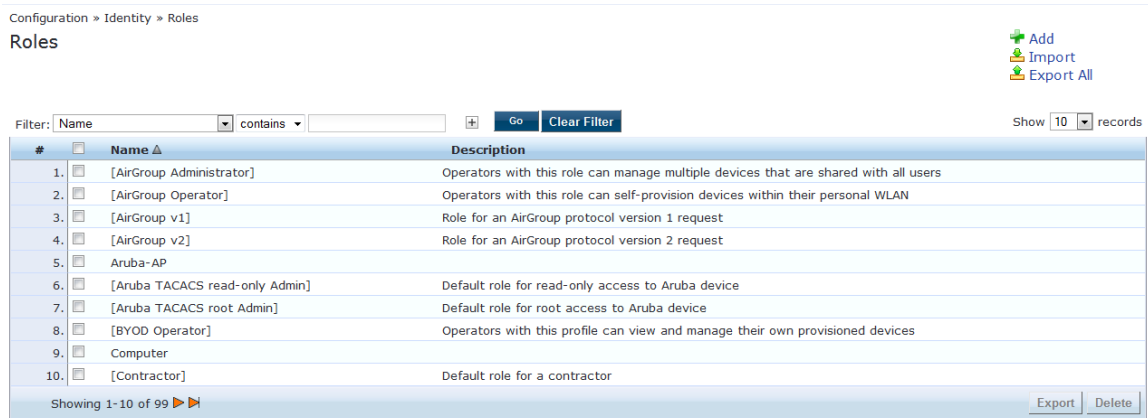 Configuration » Identity » Roles
Roles
Add
Import
Export All
Filter: Name contains Go Clear Filter Show 10 records
# Name Description
1. [AirGroup Administrator] Operators with this role can manage multiple devices that are shared with all users
2. [AirGroup Operator] Operators with this role can self-provision devices within their personal WLAN
3. [AirGroup v1] Role for an AirGroup protocol version 1 request
4. [AirGroup v2] Role for an AirGroup protocol version 2 request
5. Aruba-AP
6. [Aruba TACACS read-only Admin] Default role for read-only access to Aruba device
7. [Aruba TACACS root Admin] Default role for root access to Aruba device
8. [BYOD Operator] Operators with this profile can view and manage their own provisioned devices
9. Computer
10. [Contractor] Default role for a contractor
Showing 1-10 of 99 Export Delete